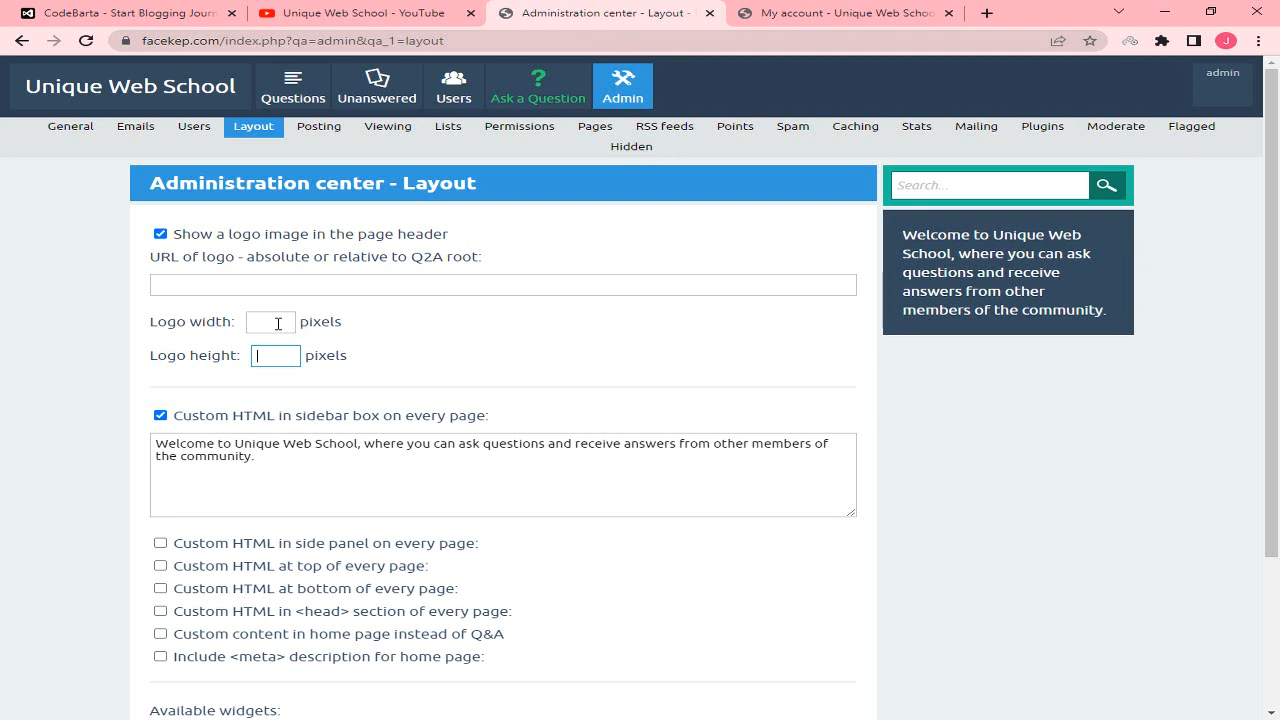 CodeBarta - Start Blogging Journ
Unique Web School - YouTube
Administration center - Layout -
My account - Unique Web Schoo
facekep.com/index.php?qa=admin&qa_1=layout
J
Unique Web School
Questions
Unanswered
Users
?
Ask a Question
Admin
admin
General
Emails
Users
Layout
Posting
Viewing
Lists
Permissions
Pages
RSS feeds
Points
Spam
Caching
Stats
Mailing
Plugins
Moderate
Flagged
Hidden
Administration center - Layout
Search...
Welcome to Unique Web
School, where you can ask
questions and receive
answers from other
members of the community.
Show a logo image in the page header
URL of logo - absolute or relative to Q2A root:
Logo width: pixels
Logo height: pixels
Custom HTML in sidebar box on every page:
Welcome to Unique Web School, where you can ask questions and receive answers from other members of
the community.
Custom HTML in side panel on every page:
Custom HTML at top of every page:
Custom HTML at bottom of every page:
Custom HTML in <head> section of every page:
Custom content in home page instead of Q&A
Include <meta> description for home page:
Available widgets: